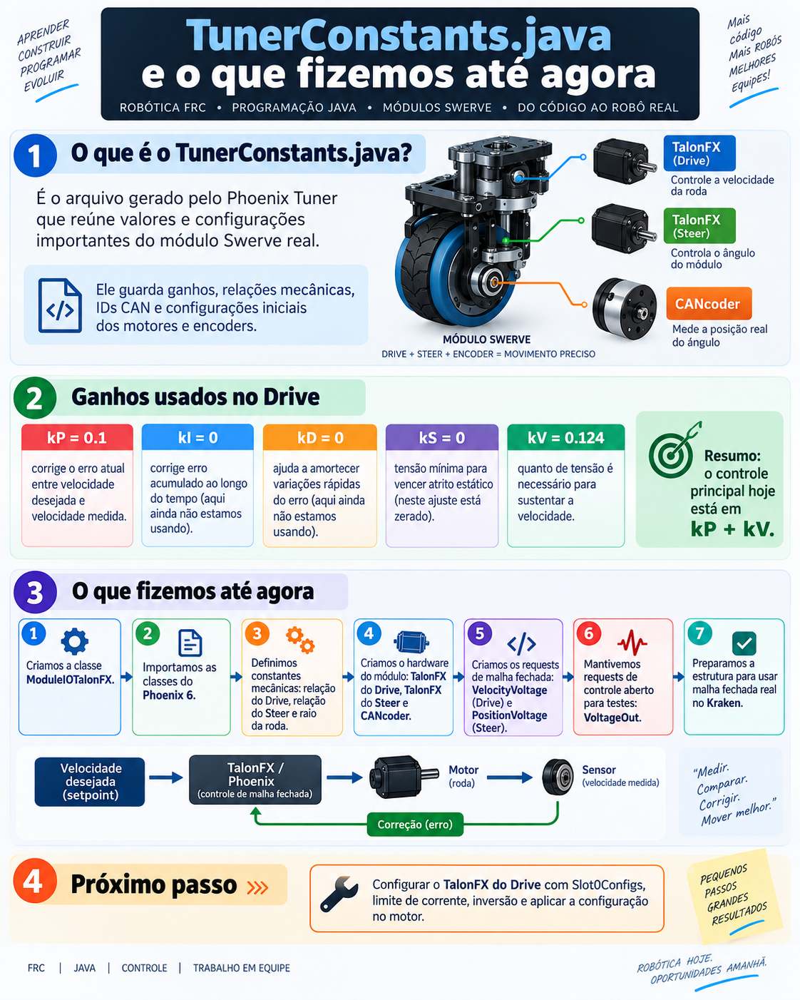 APRENDER
CONSTRUIR
PROGRAMAR
EVOLUIR
TunerConstants.java
e o que fizemos até agora
ROBÓTICA FRC • PROGRAMAÇÃO JAVA • MÓDULOS SWERVE • DO CÓDIGO AO ROBÔ REAL
Mais
código
Mais ROBÓS
MELHORES
Equipes!
1
O que é o TunerConstants.java?
É o arquivo gerado pelo Phoenix Tuner
que reúne valores e configurações
importantes do módulo Swerve real.
</>
Ele guarda ganhos, relações mecânicas,
IDs CAN e configurações iniciais
dos motores e encoders.
MÓDULO SWERVE
DRIVE + STEER + ENCODER = MOVIMENTO PRECISO
TalonFX
(Drive)
Controle a velocidade
da roda
TalonFX
(Steer)
Controla o ângulo
do módulo
CANcoder
Mede a posição real
do ângulo
2
Ganhos usados no Drive
kP = 0.1
corrige o erro atual
entre velocidade
desejada e
velocidade medida.
kI = 0
corrige erro
acumulado ao longo
do tempo (aqui
ainda não estamos
usando).
kD = 0
ajuda a amortecer
variações rápidas
do erro (aqui ainda
não estamos
usando).
kS = 0
tensão mínima para
vencer atrito estático
(neste ajuste está
zerado).
kV = 0.124
quanto de tensão é
necessário para
sustentar a
velocidade.
Resumo:
o controle
principal hoje
está em
kP + kV.
3
O que fizemos até agora
1
Criamos a classe
ModuleIOTalonFX.
2
Importamos as
classes do
Phoenix 6.
3
Definimos
constantes
mecânicas: relação
do Drive, relação
do Steer e raio
da roda.
4
Criamos o hardware
do módulo: TalonFX
do Drive, TalonFX
do Steer e
CANcoder.
5
</>
Criamos os requests
de malha fechada:
VelocityVoltage
(Drive) e
PositionVoltage
(Steer).
6
Mantivemos
requests de
controle aberto
para testes:
VoltageOut.
7
Preparamos a
estrutura para usar
malha fechada real
no Kraken.
Velocidade
desejada
(setpoint)
TalonFX /
Phoenix
(controle de malha fechada)
Motor
(roda)
Sensor
(velocidade medida)
Correção (erro)
"Medir.
Comparar.
Corrigir.
Mover melhor."
4
Próximo passo >>>
Configurar o TalonFX do Drive com Slot0Configs,
limite de corrente, inversão e aplicar a configuração
no motor.
PEQUENOS
PASSOS
GRANDES
RESULTADOS
FRC | JAVA | CONTROLE | TRABALHO EM EQUIPE
ROBÓTICA HOJE.
OPORTUNIDADES AMANHÃ.